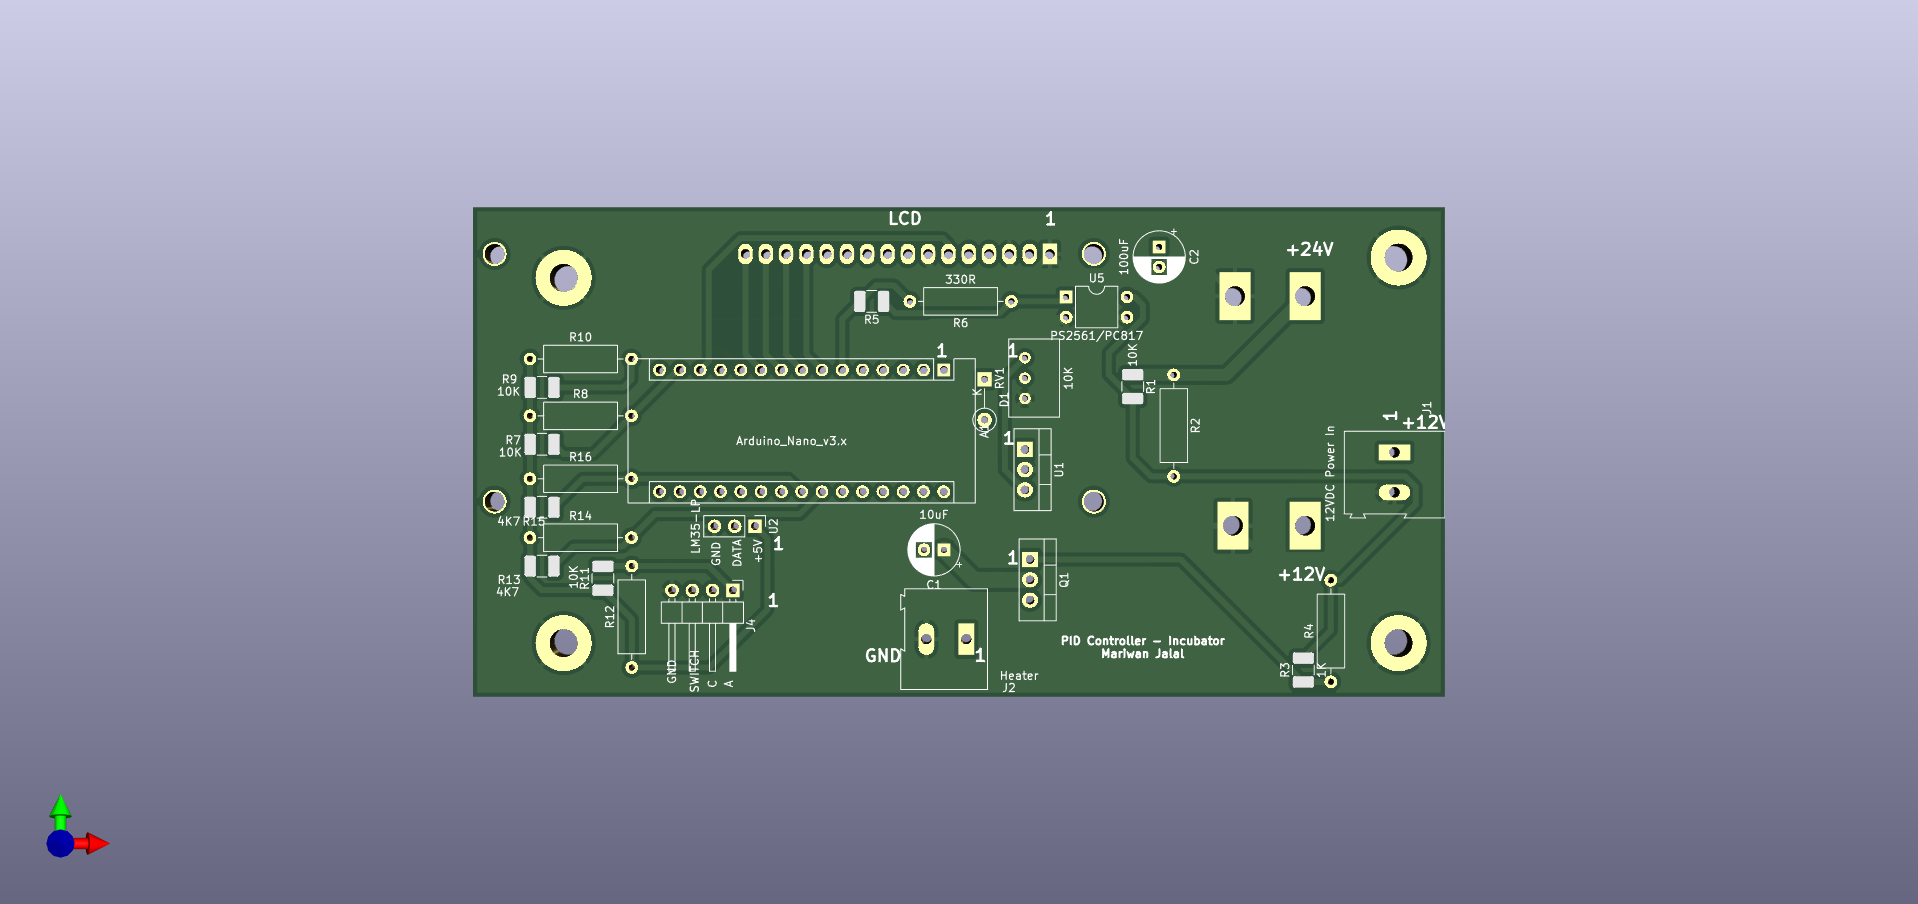 LCD
1
+24V
100uF
+
C2
U5
330R
R5
R6
PS2561/PC817
R10
1
1
10K
R9
10K
R8
K
D1
RV1
10K
R1
R2
J1
1
+12V
Arduino_Nano_v3.x
A
1
U1
R7
10K
R16
12VDC Power In
4K7
R15
R14
LM35-LP
GND
DATA
+5V
U2
1
10uF
+
C1
1
Q1
+12V
R13
4K7
10K
R11
R12
1
J4
GND
SWITCH
C
A
GND
1
Heater
J2
PID Controller - Incubator
Mariwan Jalal
R4
R3
1K